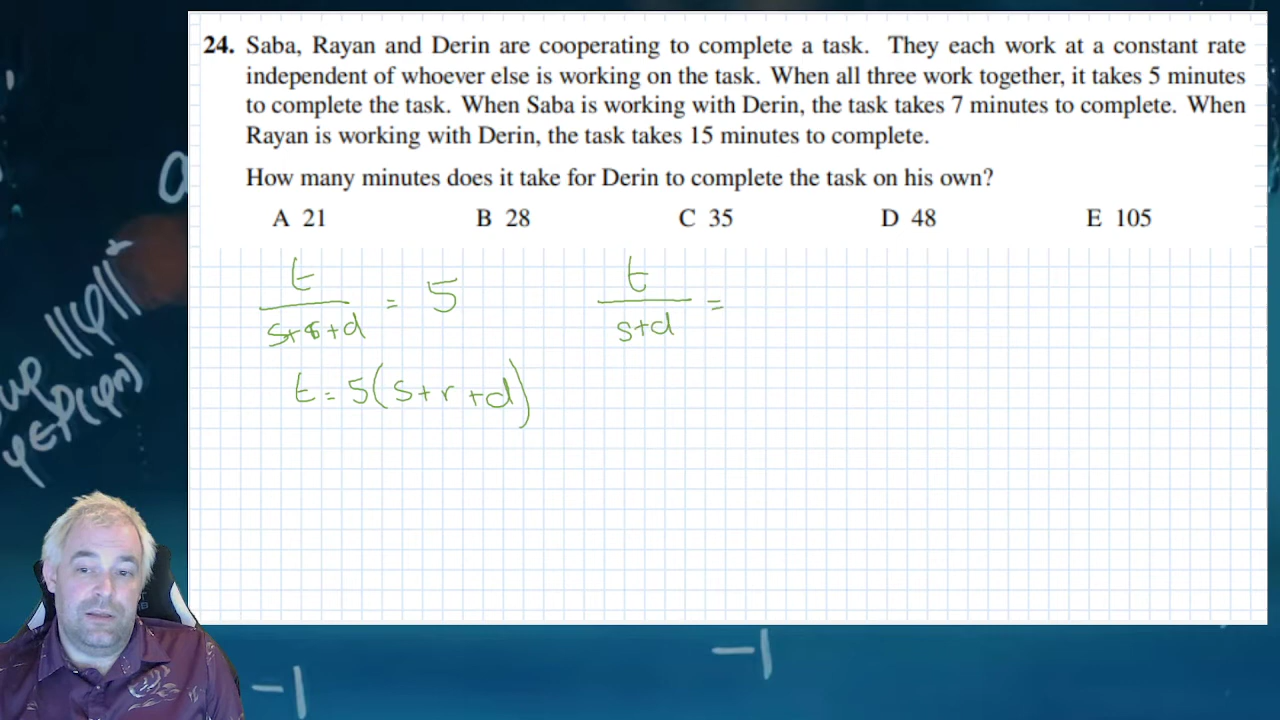 24. Saba, Rayan and Derin are cooperating to complete a task. They each work at a constant rate
independent of whoever else is working on the task. When all three work together, it takes 5 minutes
to complete the task. When Saba is working with Derin, the task takes 7 minutes to complete. When
Rayan is working with Derin, the task takes 15 minutes to complete.
How many minutes does it take for Derin to complete the task on his own?
A 21 B 28 C 35 D 48 E 105
t/(s+r+d) = 5
t/(s+d) =
t = 5(s+r+d)
||φ||
-1
-1